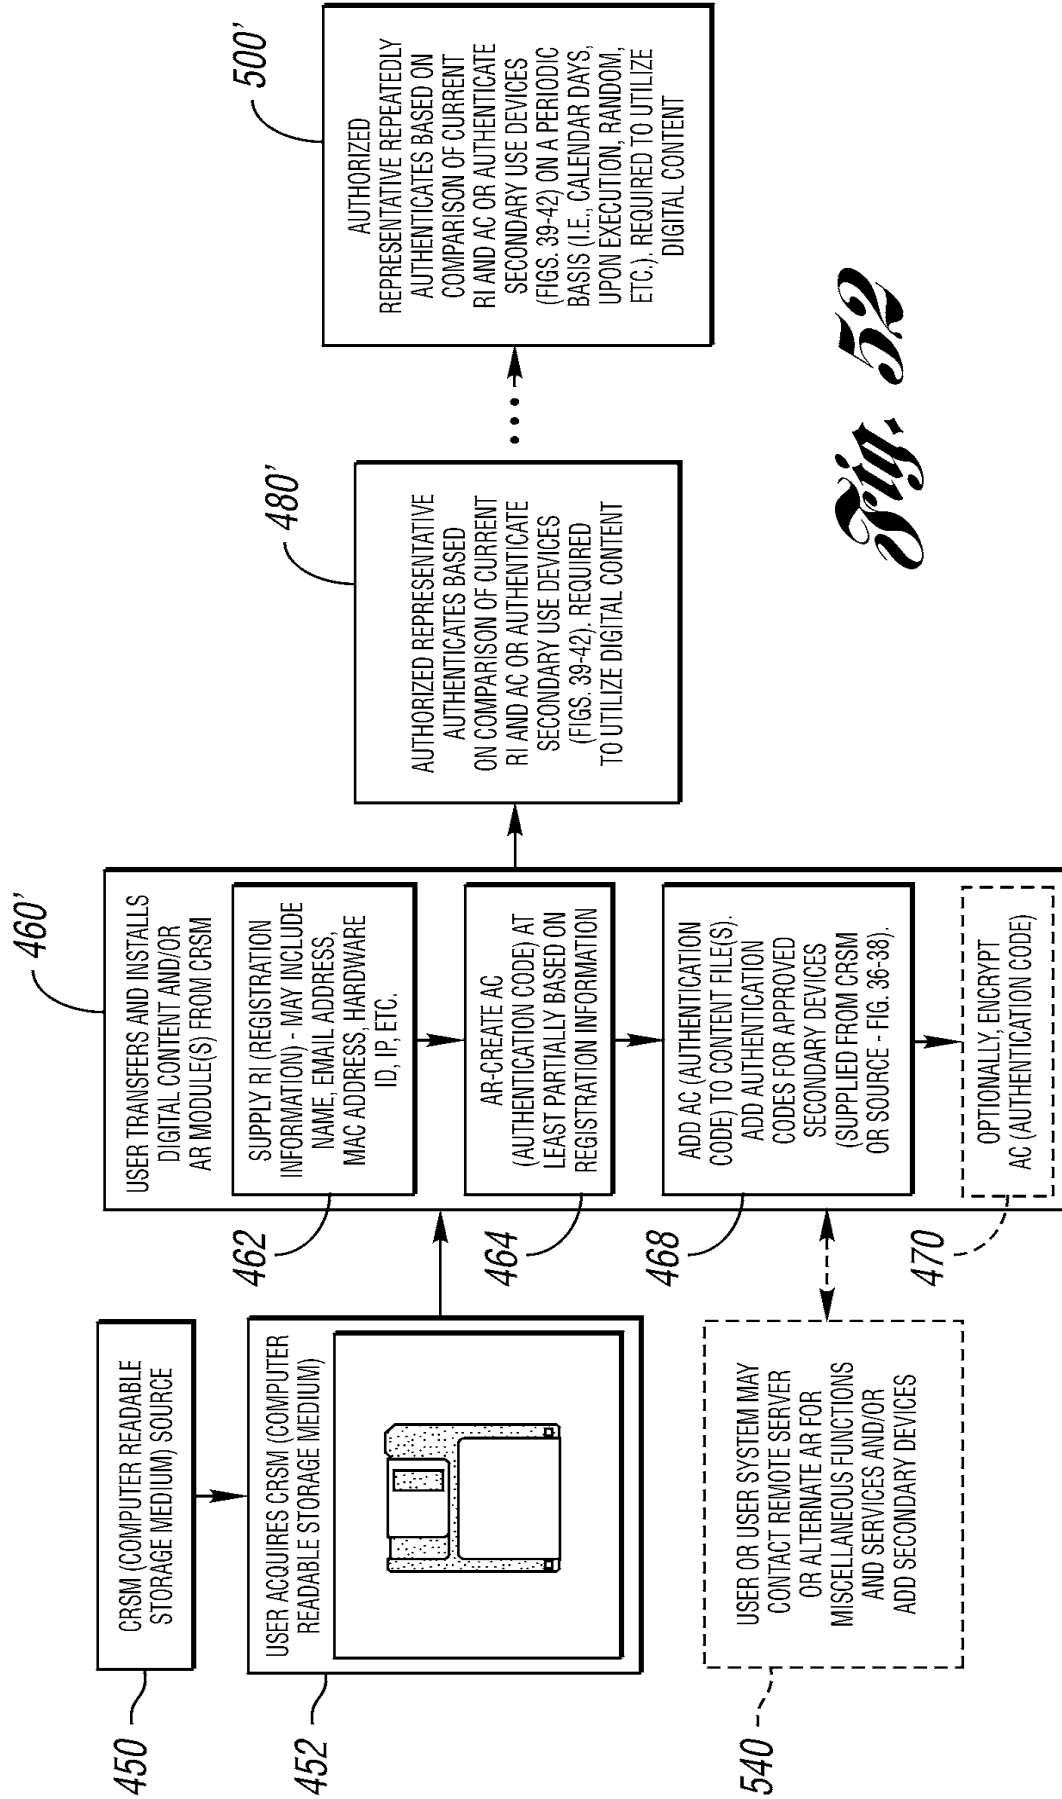 450
CRSM (COMPUTER READABLE
STORAGE MEDIUM) SOURCE
452
USER ACQUIRES CRSM (COMPUTER
READABLE STORAGE MEDIUM)
460'
USER TRANSFERS AND INSTALLS
DIGITAL CONTENT AND/OR
AR MODULE(S) FROM CRSM
462
SUPPLY RI (REGISTRATION
INFORMATION) - MAY INCLUDE
NAME, EMAIL ADDRESS,
MAC ADDRESS, HARDWARE
ID, IP, ETC.
464
AR-CREATE AC
(AUTHENTICATION CODE) AT
LEAST PARTIALLY BASED ON
REGISTRATION INFORMATION
468
ADD AC (AUTHENTICATION
CODE) TO CONTENT FILE(S).
ADD AUTHENTICATION
CODES FOR APPROVED
SECONDARY DEVICES
(SUPPLIED FROM CRSM
OR SOURCE - FIG. 36-38).
470
OPTIONALLY, ENCRYPT
AC (AUTHENTICATION CODE)
540
USER OR USER SYSTEM MAY
CONTACT REMOTE SERVER
OR ALTERNATE AR FOR
MISCELLANEOUS FUNCTIONS
AND SERVICES AND/OR
ADD SECONDARY DEVICES
480'
AUTHORIZED REPRESENTATIVE
AUTHENTICATES BASED
ON COMPARISON OF CURRENT
RI AND AC OR AUTHENTICATE
SECONDARY USE DEVICES
(FIGS. 39-42). REQUIRED
TO UTILIZE DIGITAL CONTENT
500'
AUTHORIZED
REPRESENTATIVE REPEATEDLY
AUTHENTICATES BASED ON
COMPARISON OF CURRENT
RI AND AC OR AUTHENTICATE
SECONDARY USE DEVICES
(FIGS. 39-42) ON A PERIODIC
BASIS (I.E., CALENDAR DAYS,
UPON EXECUTION, RANDOM,
ETC.). REQUIRED TO UTILIZE
DIGITAL CONTENT
Fig. 52